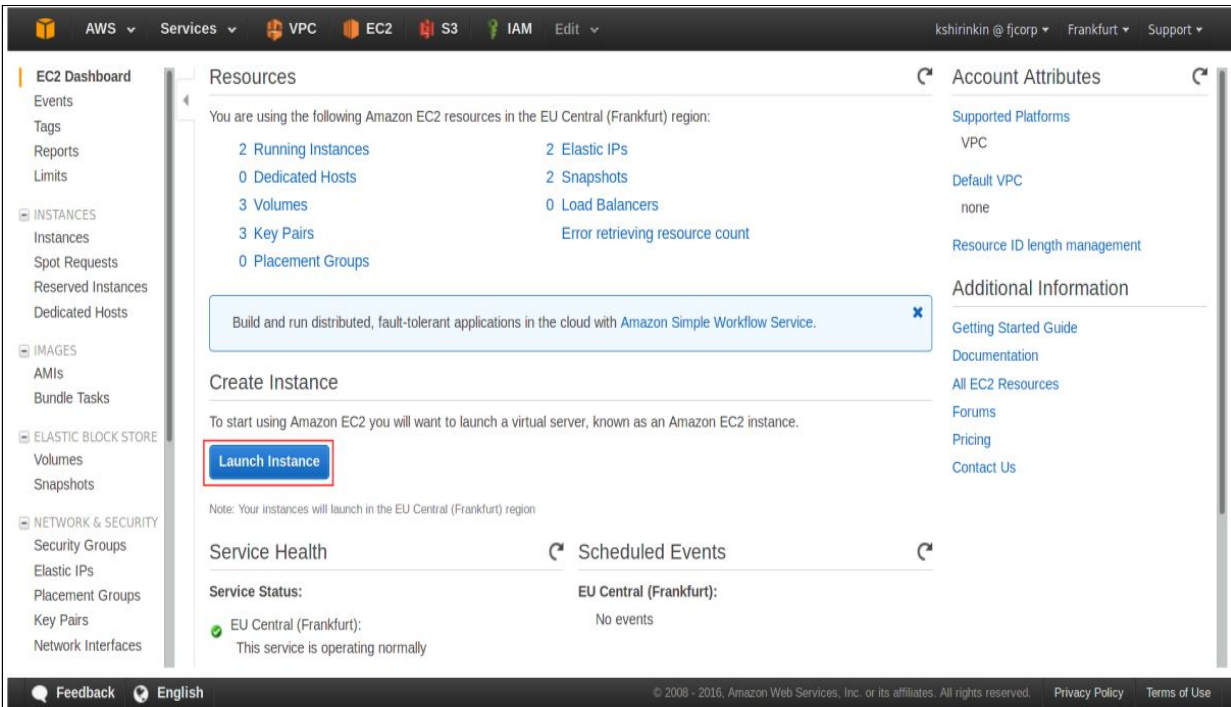 AWS Services VPC EC2 S3 IAM Edit kshirinkin @ fjcorp Frankfurt Support
EC2 Dashboard
Events
Tags
Reports
Limits
INSTANCES
Instances
Spot Requests
Reserved Instances
Dedicated Hosts
IMAGES
AMIs
Bundle Tasks
ELASTIC BLOCK STORE
Volumes
Snapshots
NETWORK & SECURITY
Security Groups
Elastic IPs
Placement Groups
Key Pairs
Network Interfaces
Resources
You are using the following Amazon EC2 resources in the EU Central (Frankfurt) region:
2 Running Instances
0 Dedicated Hosts
3 Volumes
3 Key Pairs
0 Placement Groups
2 Elastic IPs
2 Snapshots
0 Load Balancers
Error retrieving resource count
Build and run distributed, fault-tolerant applications in the cloud with Amazon Simple Workflow Service.
Create Instance
To start using Amazon EC2 you will want to launch a virtual server, known as an Amazon EC2 instance.
Launch Instance
Note: Your instances will launch in the EU Central (Frankfurt) region
Service Health
Service Status:
EU Central (Frankfurt):
This service is operating normally
Scheduled Events
EU Central (Frankfurt):
No events
Account Attributes
Supported Platforms
VPC
Default VPC
none
Resource ID length management
Additional Information
Getting Started Guide
Documentation
All EC2 Resources
Forums
Pricing
Contact Us
Feedback English © 2008 - 2016, Amazon Web Services, Inc. or its affiliates. All rights reserved. Privacy Policy Terms of Use